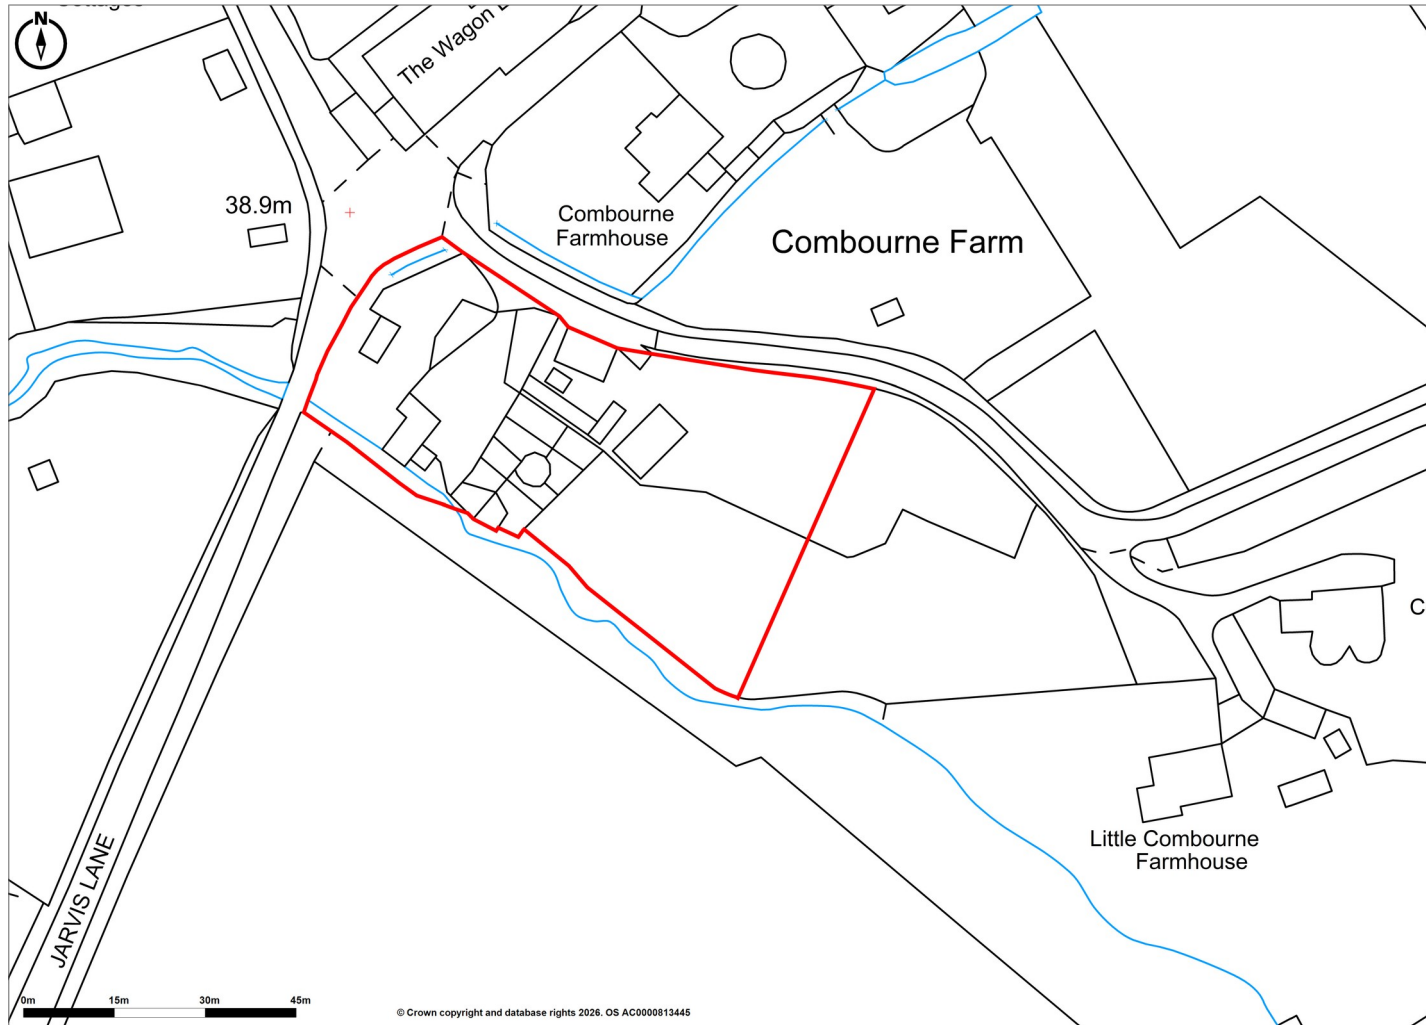 N
The Wagon
38.9m
Combourne
Farmhouse
Combourne Farm
C
Little Combourne
Farmhouse
JARVIS LANE
0m 15m 30m 45m
© Crown copyright and database rights 2026. OS AC0000813445